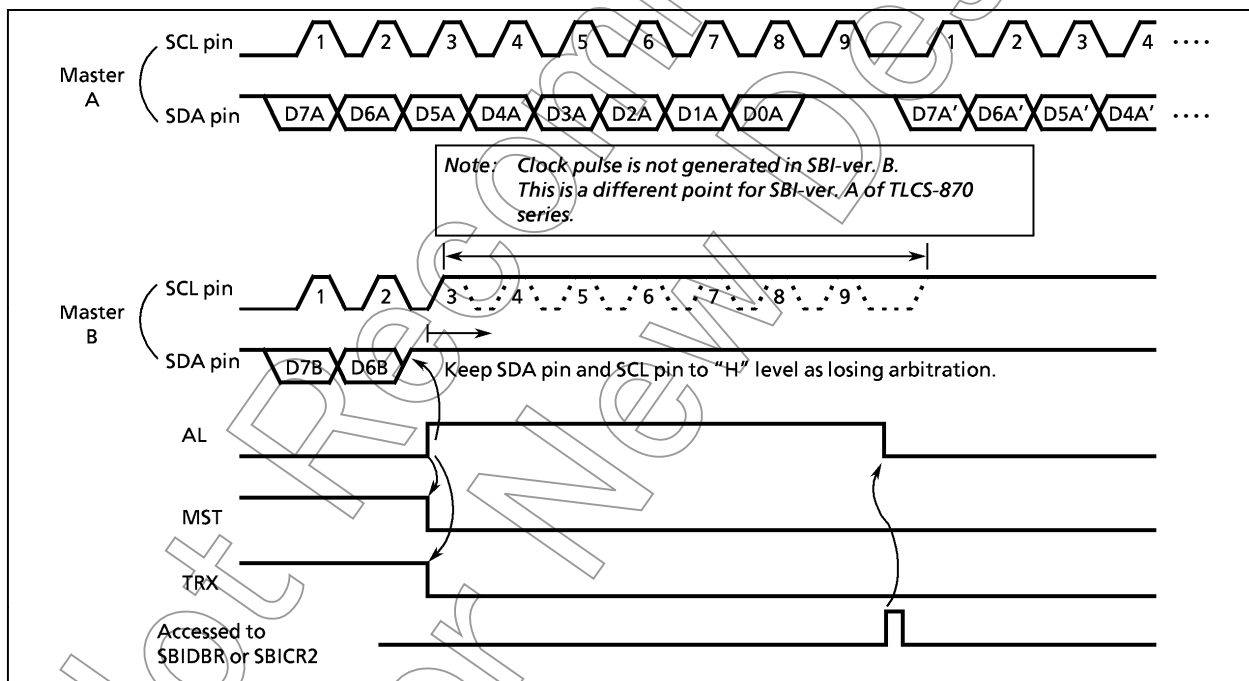 SCL pin
1 2 3 4 5 6 7 8 9 1 2 3 4 ····
Master
A
SDA pin
D7A D6A D5A D4A D3A D2A D1A D0A D7A' D6A' D5A' D4A' ····
Note: Clock pulse is not generated in SBI-ver. B.
This is a different point for SBI-ver. A of TLCS-870
series.
SCL pin
1 2 3 4 5 6 7 8 9
Master
B
SDA pin
D7B D6B
Keep SDA pin and SCL pin to “H” level as losing arbitration.
AL
MST
TRX
Accessed to
SBIDBR or SBICR2